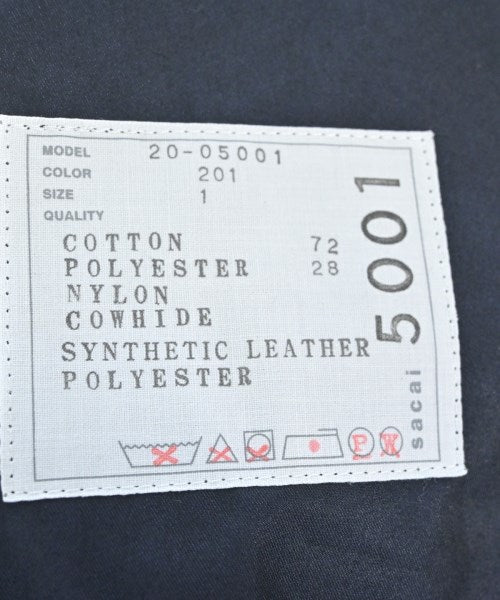 MODEL 20-05001
COLOR 201
SIZE 1
QUALITY
COTTON 72
POLYESTER 28
NYLON
COWHIDE
SYNTHETIC LEATHER
POLYESTER
P W
sacai 5001